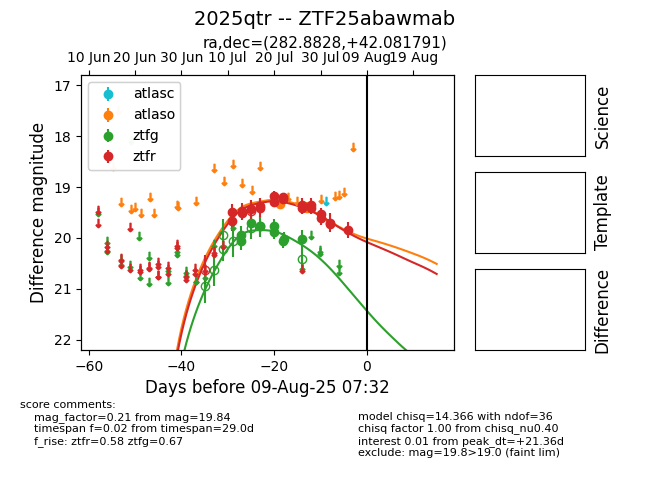 2025qtr -- ZTF25abawmab
ra,dec=(282.8828,+42.081791)
10 Jun 20 Jun 30 Jun 10 Jul 20 Jul 30 Jul 09 Aug 19 Aug
atlasc
atlaso
ztfg
ztfr
17
18
19
20
21
22
Difference magnitude
−60 −40 −20 0
Days before 09-Aug-25 07:32
Science
Template
Difference
score comments:
mag_factor=0.21 from mag=19.84
timespan f=0.02 from timespan=29.0d
f_rise: ztfr=0.58 ztfg=0.67
model chisq=14.366 with ndof=36
chisq factor 1.00 from chisq_nu0.40
interest 0.01 from peak_dt=+21.36d
exclude: mag=19.8>19.0 (faint lim)